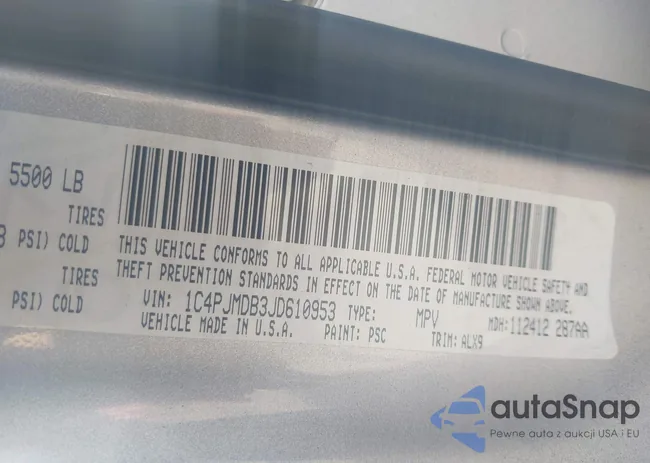 5500 LB
TIRES
8 PSI) COLD
TIRES
PSI) COLD
THIS VEHICLE CONFORMS TO ALL APPLICABLE U.S.A. FEDERAL MOTOR VEHICLE SAFETY AND
THEFT PREVENTION STANDARDS IN EFFECT ON THE DATE OF MANUFACTURE SHOWN ABOVE.
VIN: 1C4PJMDB3JD610953 TYPE: MPV MDH:112412 287AA
VEHICLE MADE IN U.S.A. PAINT: PSC TRIM: ALX9
autaSnap
Pewne auta z aukcji USA i EU